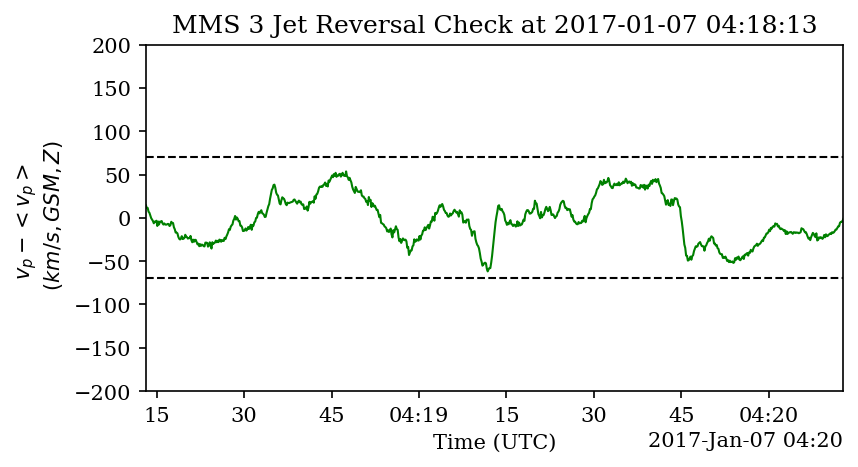 MMS 3 Jet Reversal Check at 2017-01-07 04:18:13
v_p − < v_p >
(km/s, GSM, Z)
200
150
100
50
0
−50
−100
−150
−200
15 30 45 04:19 15 30 45 04:20
Time (UTC)
2017-Jan-07 04:20